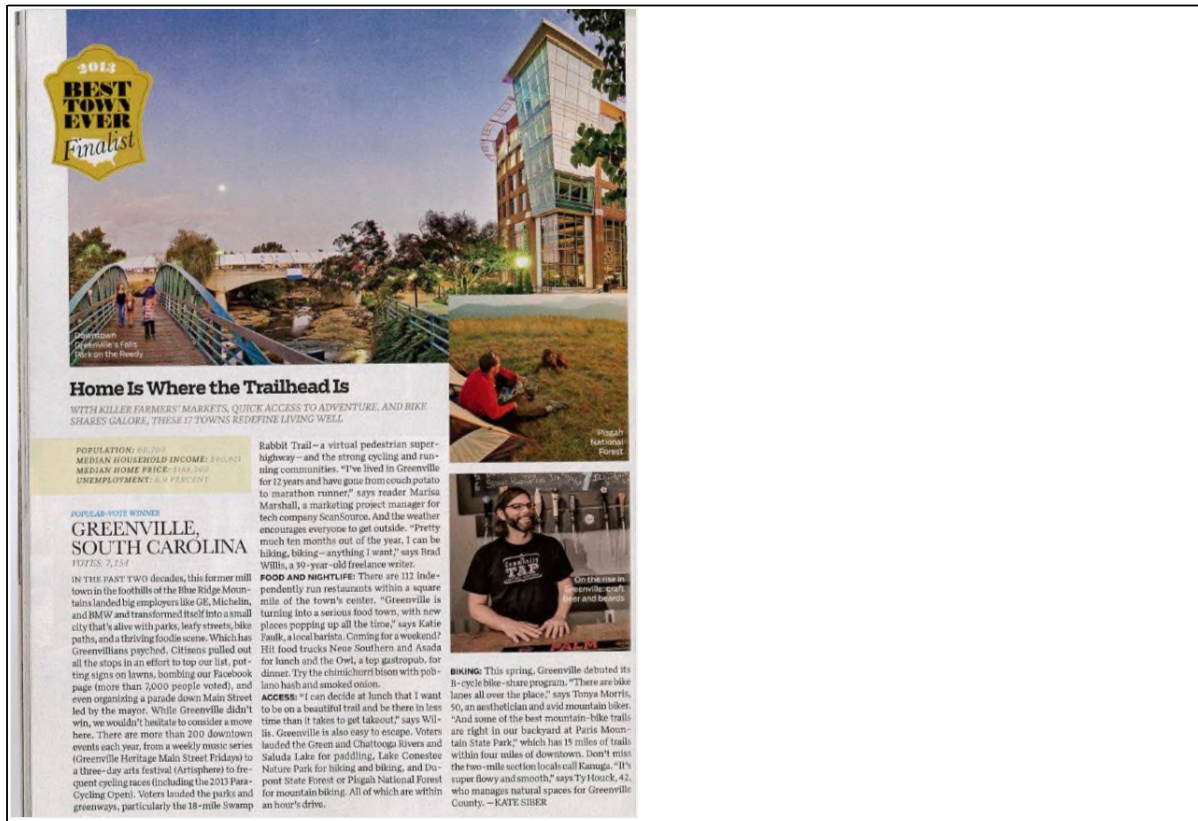 2013
BEST
TOWN
EVER
Finalist
Downtown
Greenville's Falls
Park on the Reedy
Home Is Where the Trailhead Is
WITH KILLER FARMERS' MARKETS, QUICK ACCESS TO ADVENTURE, AND BIKE
SHARES GALORE, THESE 17 TOWNS REDEFINE LIVING WELL
POPULATION:
MEDIAN HOUSEHOLD INCOME:
MEDIAN HOME PRICE:
UNEMPLOYMENT: PERCENT
POPULAR-VOTE WINNER
GREENVILLE,
SOUTH CAROLINA
VOTES: 7,154
IN THE PAST TWO decades, this former mill
town in the foothills of the Blue Ridge Moun-
tains landed big employers like GE, Michelin,
and BMW and transformed itself into a small
city that's alive with parks, leafy streets, bike
paths, and a thriving foodie scene. Which has
Greenvillians psyched. Citizens pulled out
all the stops in an effort to top our list, put-
ting signs on lawns, bombing our Facebook
page (more than 7,000 people voted), and
even organizing a parade down Main Street
led by the mayor. While Greenville didn't
win, we wouldn't hesitate to consider a move
here. There are more than 200 downtown
events each year, from a weekly music series
(Greenville Heritage Main Street Fridays) to
a three-day arts festival (Artisphere) to fre-
quent cycling races (including the 2013 Para-
Cycling Open). Voters lauded the parks and
greenways, particularly the 18-mile Swamp
Rabbit Trail—a virtual pedestrian super-
highway—and the strong cycling and run-
ning communities. "I've lived in Greenville
for 12 years and have gone from couch potato
to marathon runner," says reader Marisa
Marshall, a marketing project manager for
tech company ScanSource. And the weather
encourages everyone to get outside. "Pretty
much ten months out of the year, I can be
hiking, biking—anything I want," says Brad
Willis, a 39-year-old freelance writer.
FOOD AND NIGHTLIFE: There are 112 inde-
pendently run restaurants within a square
mile of the town's center. "Greenville is
turning into a serious food town, with new
places popping up all the time," says Katie
Faulk, a local barista. Coming for a weekend?
Hit food trucks Neue Southern and Asada
for lunch and the Owl, a top gastropub, for
dinner. Try the chimichurri bison with pob-
lano hash and smoked onion.
ACCESS: "I can decide at lunch that I want
to be on a beautiful trail and be there in less
time than it takes to get takeout," says Wil-
lis. Greenville is also easy to escape. Voters
lauded the Green and Chattooga Rivers and
Saluda Lake for paddling, Lake Conestee
Nature Park for hiking and biking, and Du-
pont State Forest or Pisgah National Forest
for mountain biking. All of which are within
an hour's drive.
Pisgah
National
Forest
Community
TAP
On the rise in
Greenville: craft
beer and beards
PALM
BIKING: This spring, Greenville debuted its
B-cycle bike-share program. "There are bike
lanes all over the place," says Tonya Morris,
50, an aesthetician and avid mountain biker.
"And some of the best mountain-bike trails
are right in our backyard at Paris Moun-
tain State Park," which has 15 miles of trails
within four miles of downtown. Don't miss
the two-mile section locals call Kanuga. "It's
super flowy and smooth," says Ty Houck, 42,
who manages natural spaces for Greenville
County. —KATE SIBER